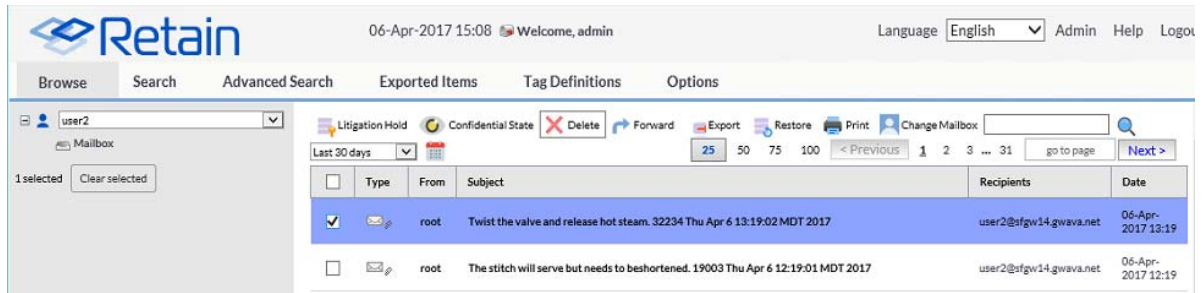 Retain
06-Apr-2017 15:08 Welcome, admin
Language English Admin Help Logou
Browse Search Advanced Search Exported Items Tag Definitions Options
user2
Mailbox
1 selected Clear selected
Litigation Hold Confidential State Delete Forward Export Restore Print Change Mailbox
Last 30 days 25 50 75 100 < Previous 1 2 3 ... 31 go to page Next >
Type From Subject Recipients Date
root Twist the valve and release hot steam. 32234 Thu Apr 6 13:19:02 MDT 2017 user2@sfgw14.gwava.net 06-Apr-
2017 13:19
root The stitch will serve but needs to beshortened. 19003 Thu Apr 6 12:19:01 MDT 2017 user2@sfgw14.gwava.net 06-Apr-
2017 12:19